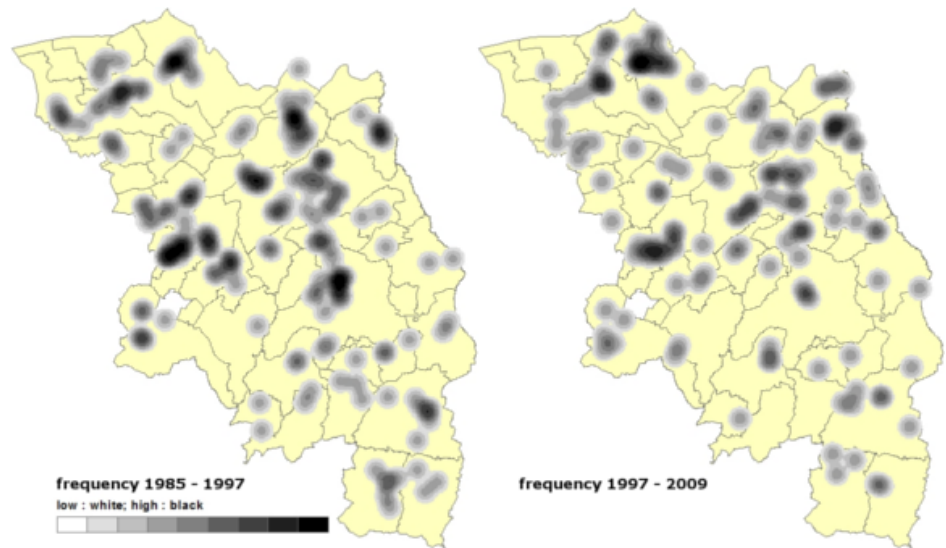 frequency 1985 - 1997
low : white; high : black
frequency 1997 - 2009